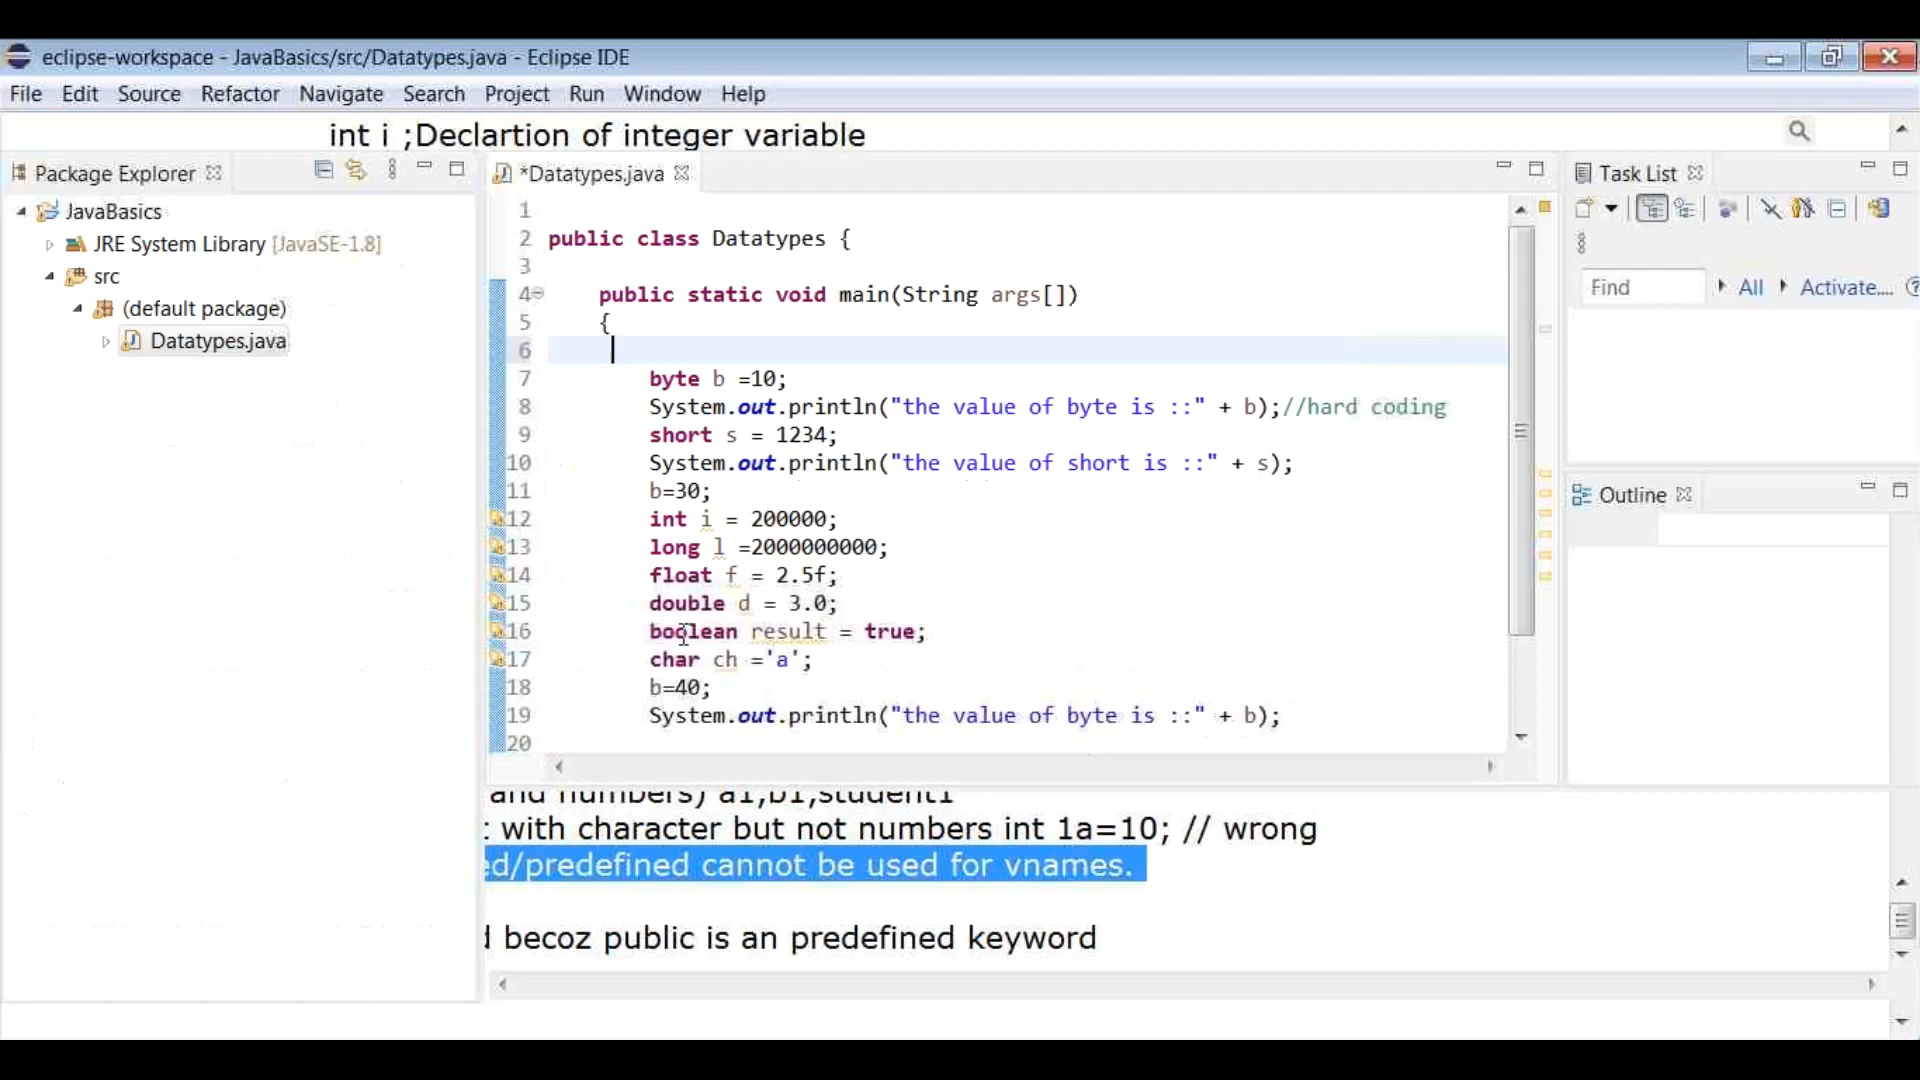 eclipse-workspace - JavaBasics/src/Datatypes.java - Eclipse IDE
File Edit Source Refactor Navigate Search Project Run Window Help
int i ;Declartion of integer variable
Package Explorer
JavaBasics
JRE System Library [JavaSE-1.8]
src
(default package)
Datatypes.java
*Datatypes.java
1
2 public class Datatypes {
3
4 public static void main(String args[])
5 {
6
7 byte b =10;
8 System.out.println("the value of byte is ::" + b);//hard coding
9 short s = 1234;
10 System.out.println("the value of short is ::" + s);
11 b=30;
12 int i = 200000;
13 long l =2000000000;
14 float f = 2.5f;
15 double d = 3.0;
16 boolean result = true;
17 char ch ='a';
18 b=40;
19 System.out.println("the value of byte is ::" + b);
20
Task List
Find All Activate....
Outline
and numbers) a1,b1,student1
with character but not numbers int 1a=10; // wrong
ed/predefined cannot be used for vnames.
becoz public is an predefined keyword